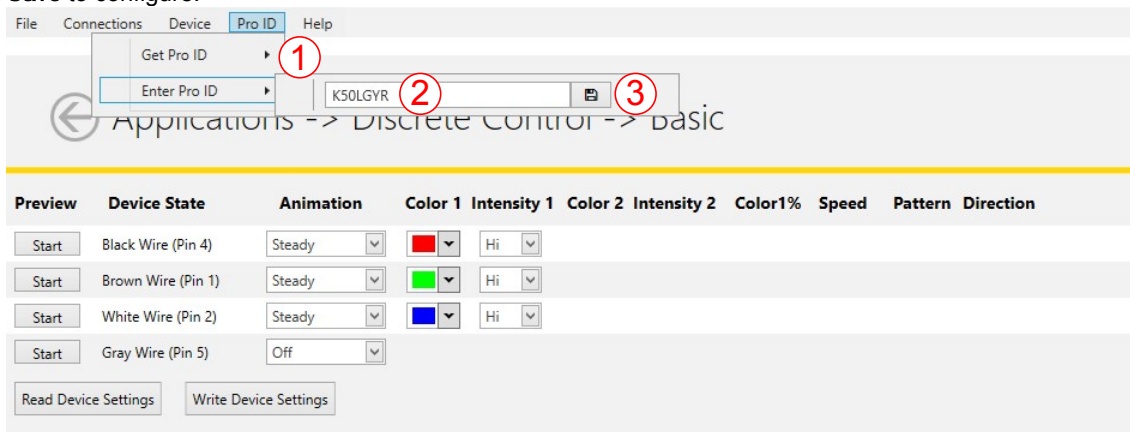 Save to configure.
File Connections Device Pro ID Help
Get Pro ID
1
Enter Pro ID
K50LGYR
2
3
Applications -> Discrete Control -> Basic
Preview Device State Animation Color 1 Intensity 1 Color 2 Intensity 2 Color1% Speed Pattern Direction
Start Black Wire (Pin 4) Steady Hi
Start Brown Wire (Pin 1) Steady Hi
Start White Wire (Pin 2) Steady Hi
Start Gray Wire (Pin 5) Off
Read Device Settings Write Device Settings